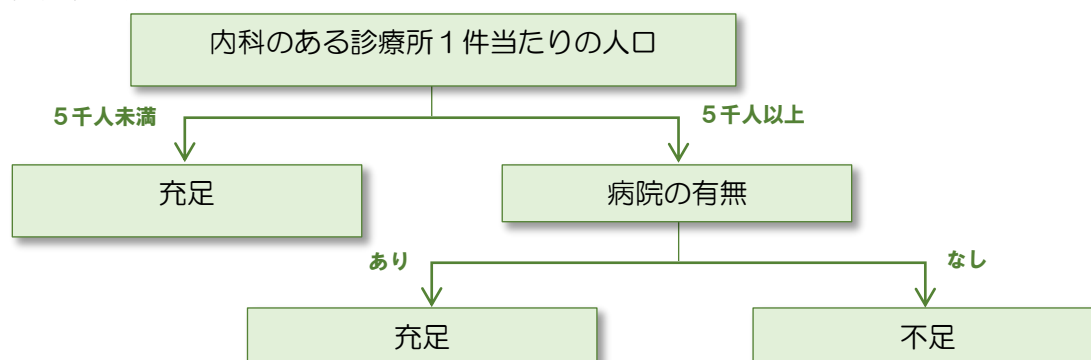 内科のある診療所１件当たりの人口
５千人未満
５千人以上
充足
病院の有無
あり
なし
充足
不足